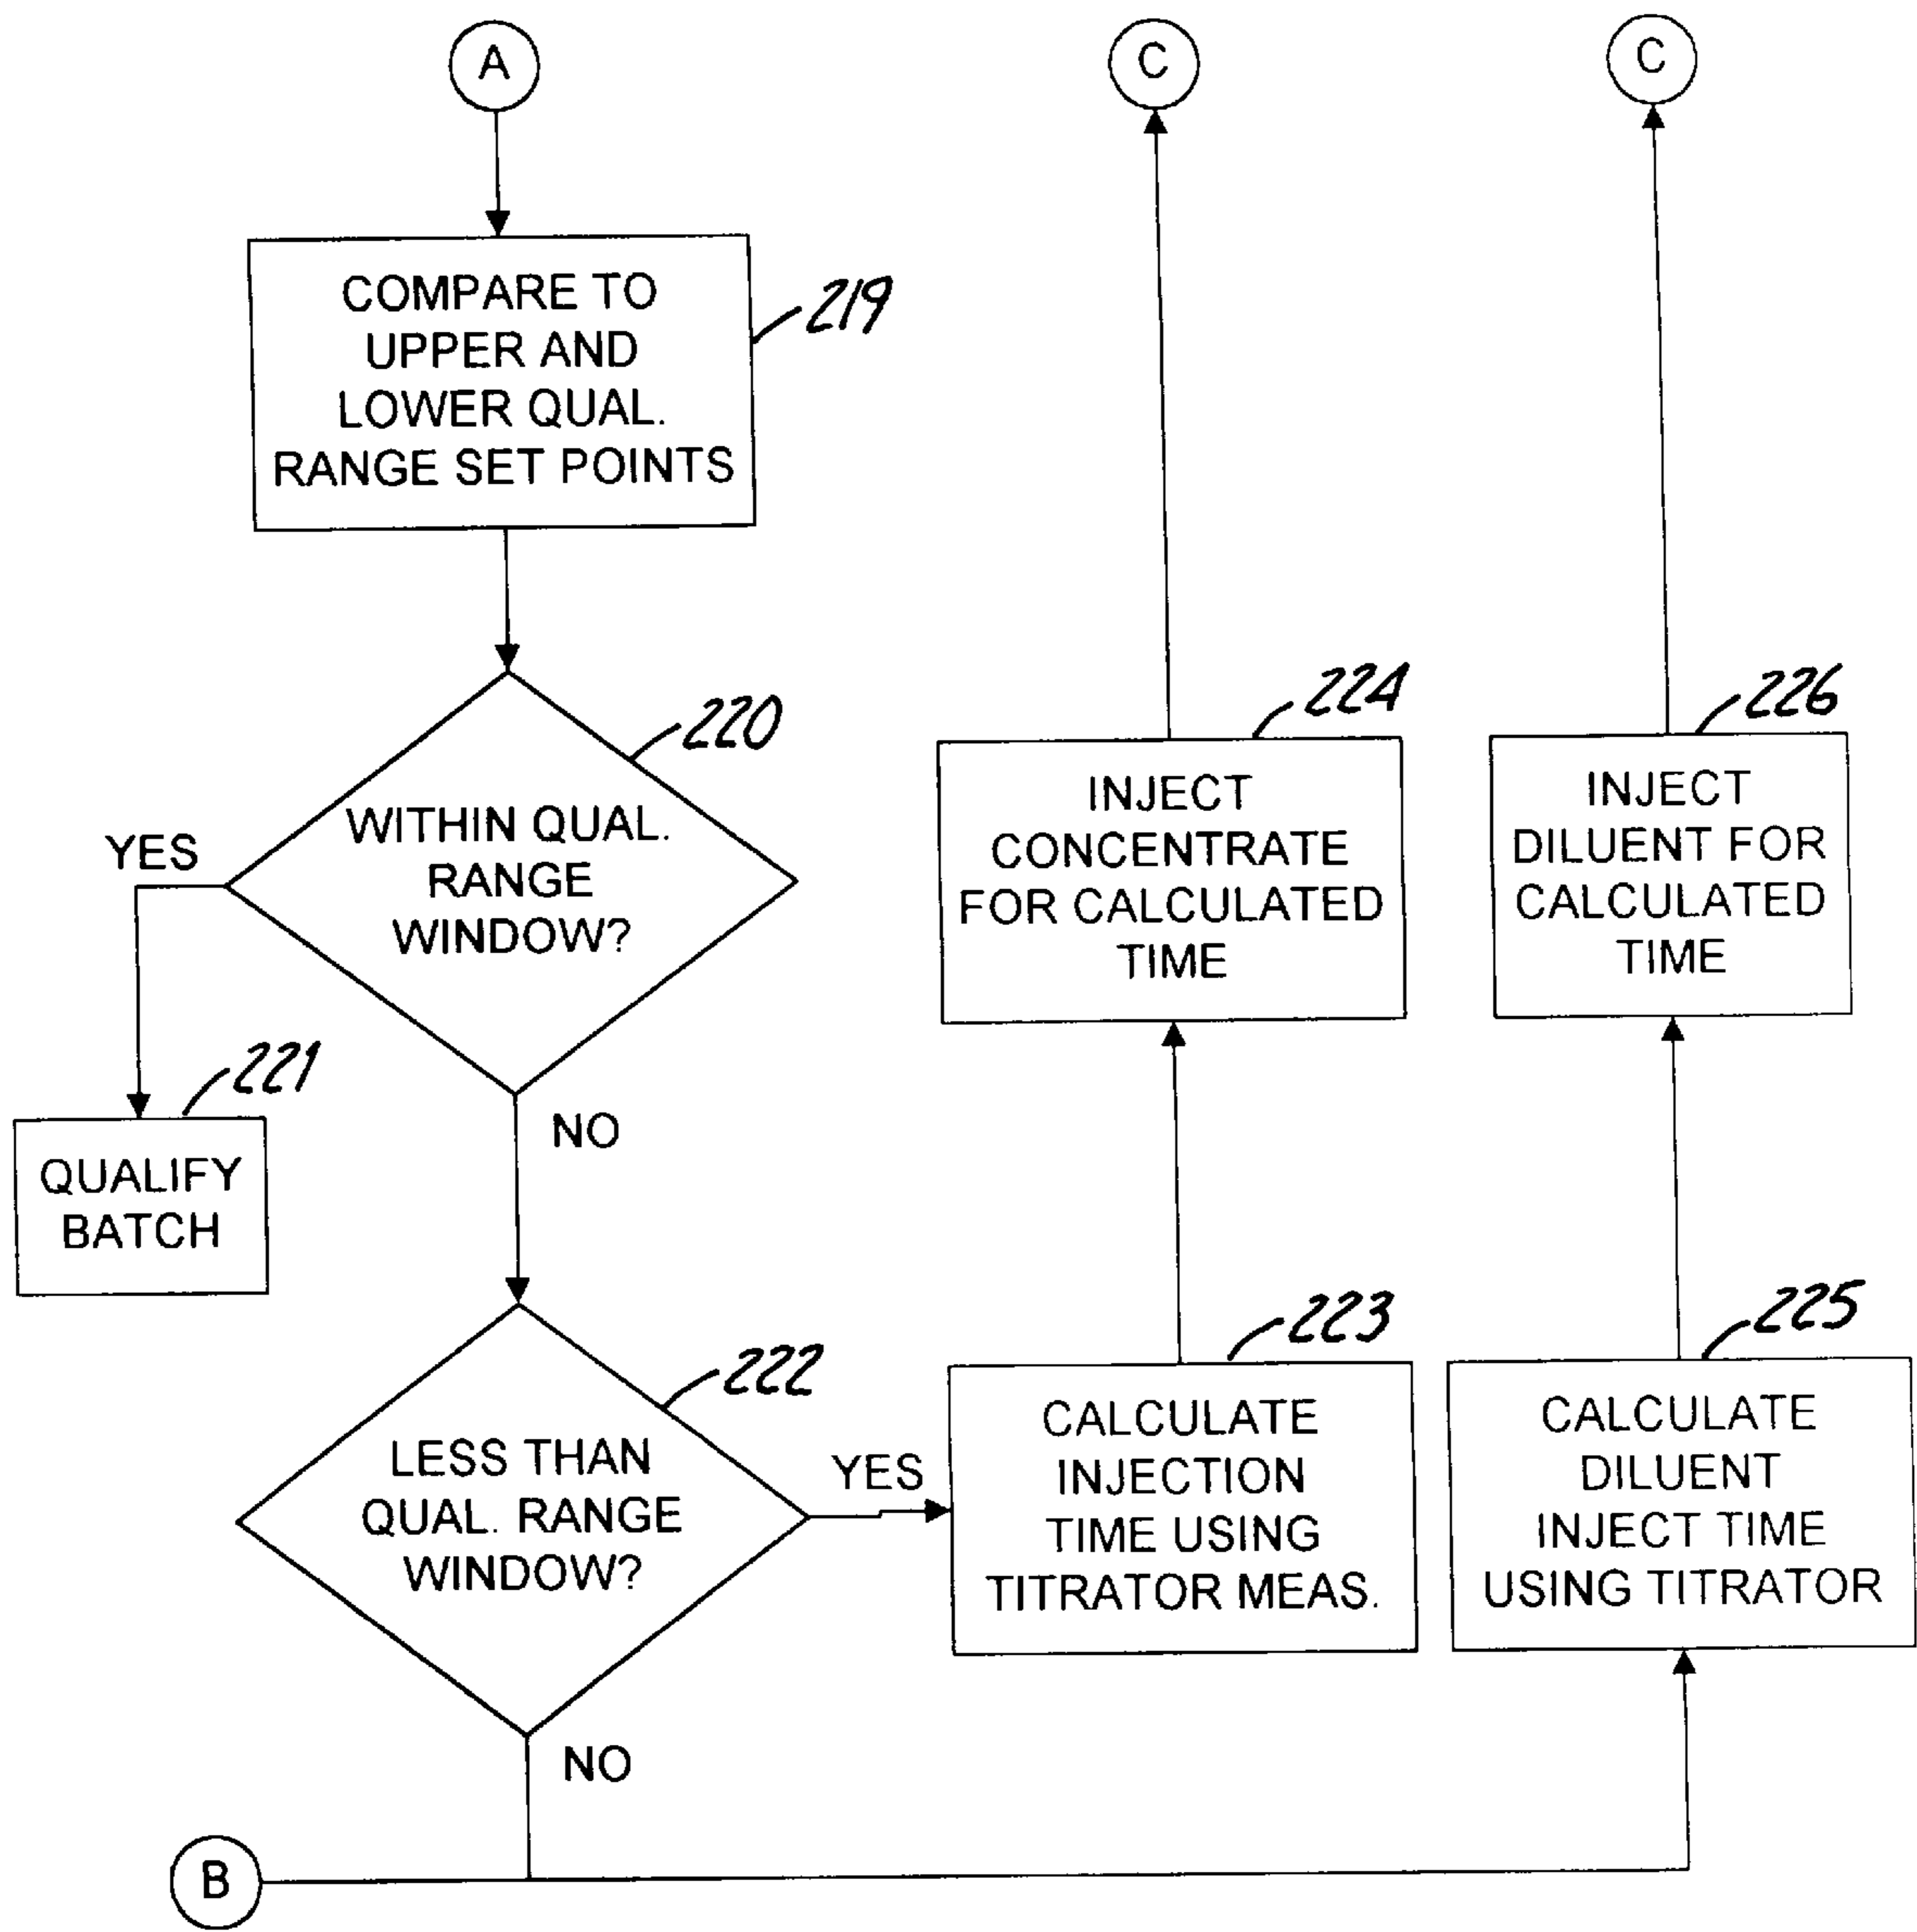 A
C
C
COMPARE TO
UPPER AND
LOWER QUAL.
RANGE SET POINTS
219
220
WITHIN QUAL.
RANGE
WINDOW?
YES
NO
221
QUALIFY
BATCH
222
LESS THAN
QUAL. RANGE
WINDOW?
YES
NO
224
INJECT
CONCENTRATE
FOR CALCULATED
TIME
226
INJECT
DILUENT FOR
CALCULATED
TIME
223
CALCULATE
INJECTION
TIME USING
TITRATOR MEAS.
225
CALCULATE
DILUENT
INJECT TIME
USING TITRATOR
B